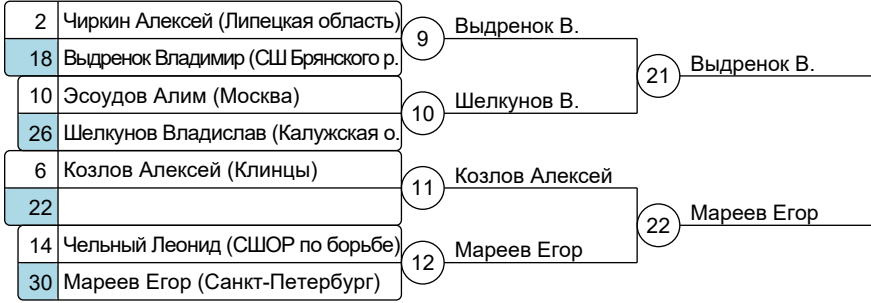 2 Чиркин Алексей (Липецкая область)
18 Выдренок Владимир (СШ Брянского р.
9 Выдренок В.
10 Эсоудов Алим (Москва)
26 Шелкунов Владислав (Калужская о.
10 Шелкунов В.
21 Выдренок В.
6 Козлов Алексей (Клинцы)
22
11 Козлов Алексей
14 Чельный Леонид (СШОР по борьбе)
30 Мареев Егор (Санкт-Петербург)
12 Мареев Егор
22 Мареев Егор